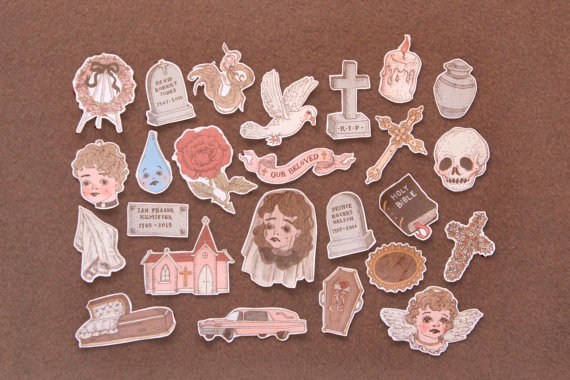 DAVID
ROBERT
JONES
1947-2016
R·I·P
OUR BELOVED
HOLY
BIBLE
IAN FRASER
KILMISTER
1945 - 2015
PRINCE
ROGERS
NELSON
1958-2016